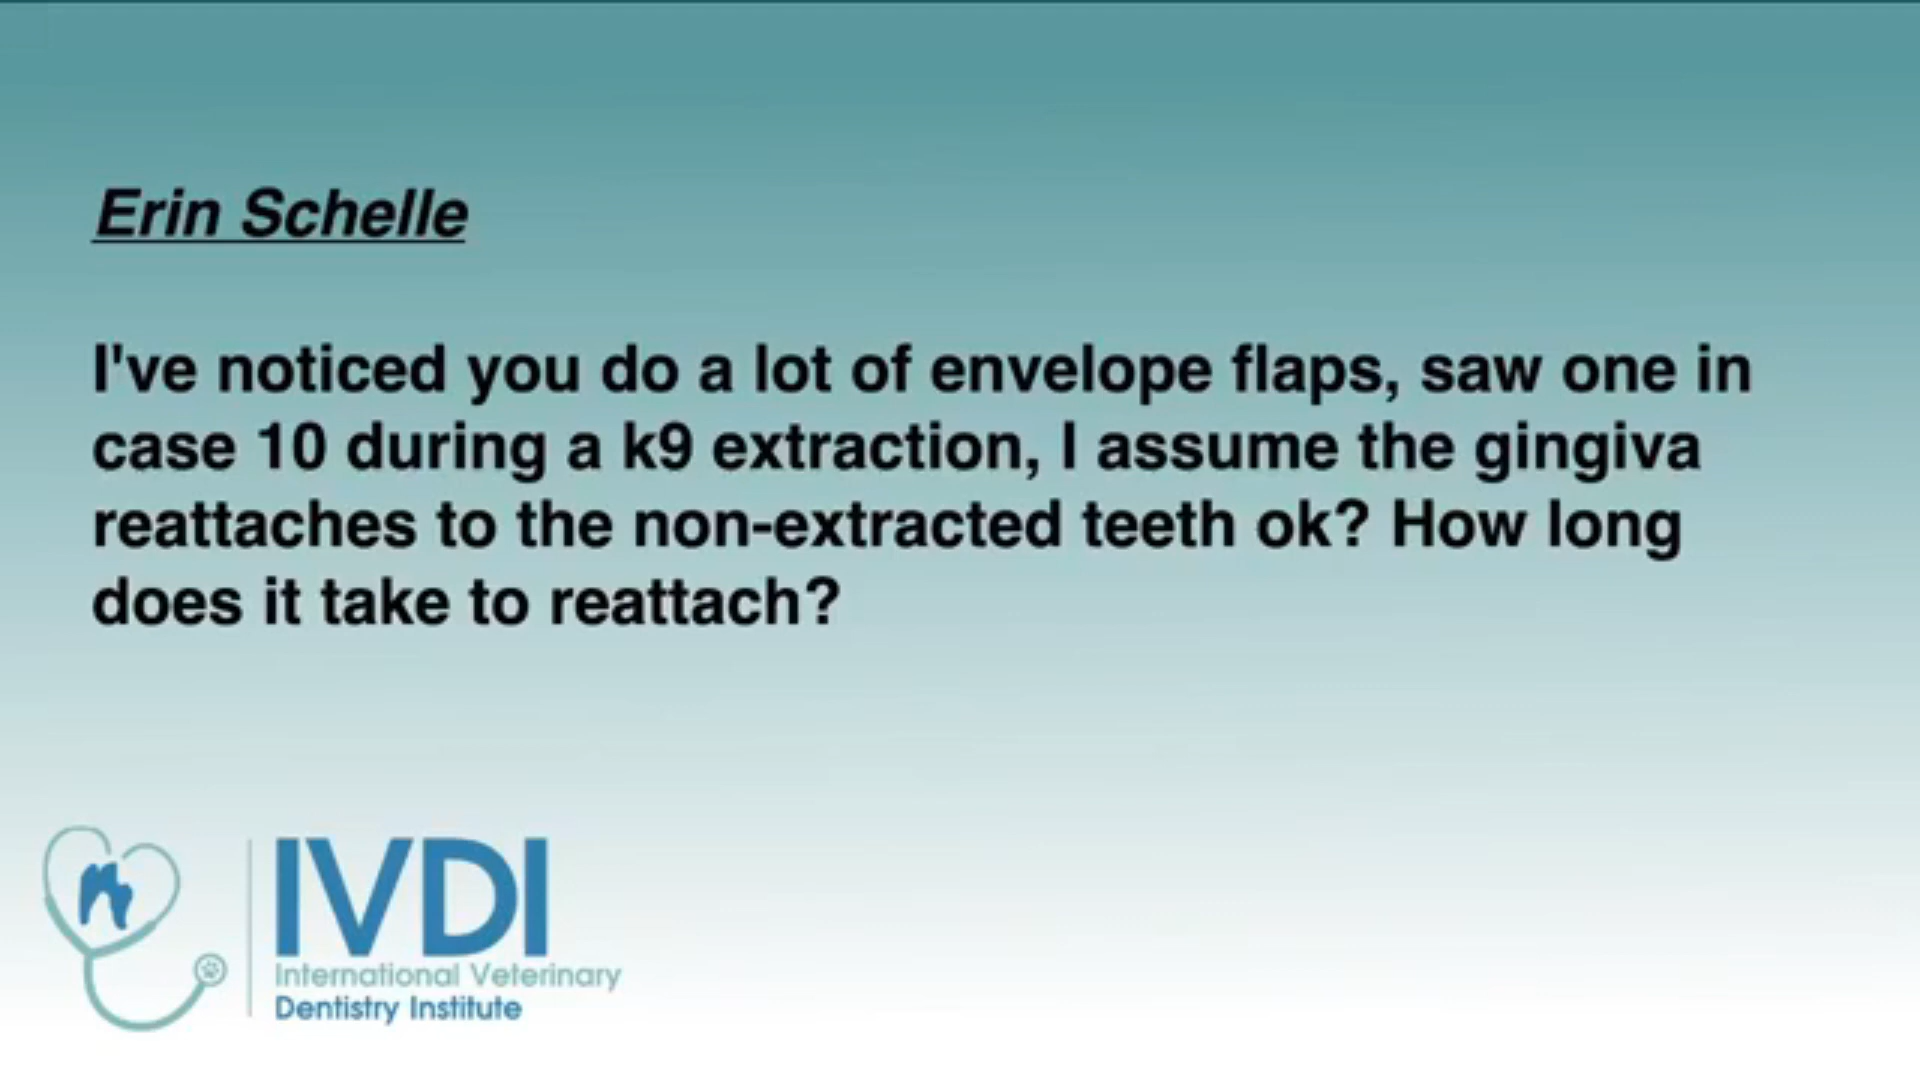 Erin Schelle
I've noticed you do a lot of envelope flaps, saw one in
case 10 during a k9 extraction, I assume the gingiva
reattaches to the non-extracted teeth ok? How long
does it take to reattach?
IVDI
International Veterinary
Dentistry Institute